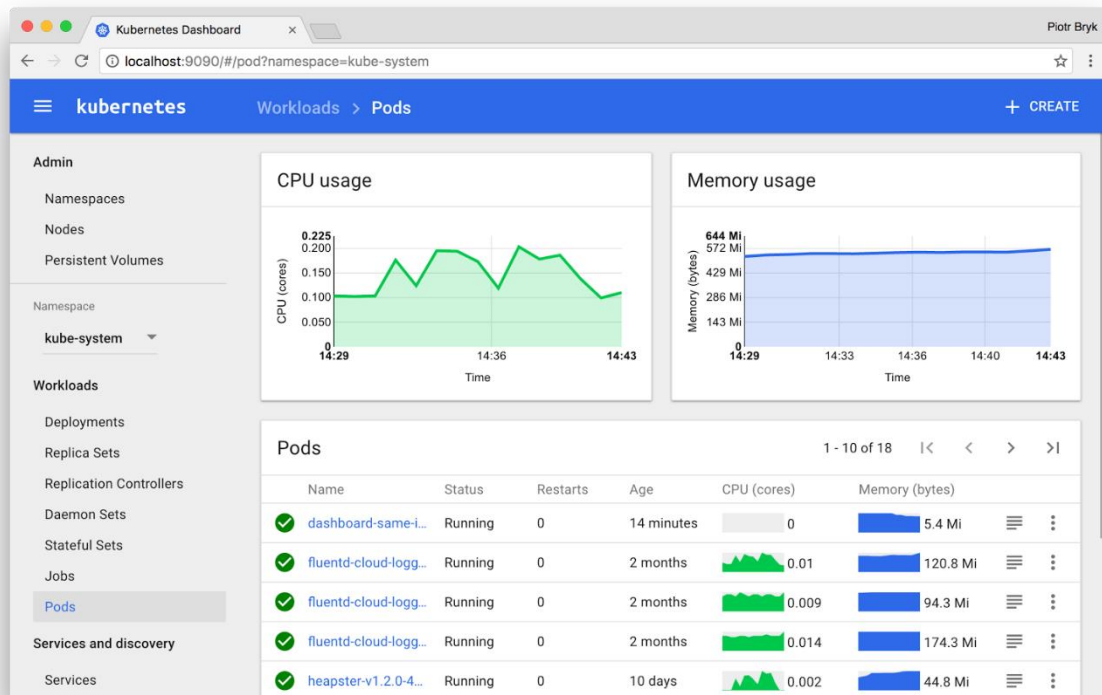 Kubernetes Dashboard
Piotr Bryk
localhost:9090/#/pod?namespace=kube-system
kubernetes
Workloads > Pods
+ CREATE
Admin
Namespaces
Nodes
Persistent Volumes
Namespace
kube-system
Workloads
Deployments
Replica Sets
Replication Controllers
Daemon Sets
Stateful Sets
Jobs
Pods
Services and discovery
Services
CPU usage
CPU (cores)
0.225
0.200
0.150
0.100
0.050
0
14:29 14:36 14:43
Time
Memory usage
Memory (bytes)
644 Mi
572 Mi
429 Mi
286 Mi
143 Mi
0
14:29 14:33 14:36 14:40 14:43
Time
Pods
1 - 10 of 18
Name Status Restarts Age CPU (cores) Memory (bytes)
dashboard-same-i... Running 0 14 minutes 0 5.4 Mi
fluentd-cloud-logg... Running 0 2 months 0.01 120.8 Mi
fluentd-cloud-logg... Running 0 2 months 0.009 94.3 Mi
fluentd-cloud-logg... Running 0 2 months 0.014 174.3 Mi
heapster-v1.2.0-4... Running 0 10 days 0.002 44.8 Mi